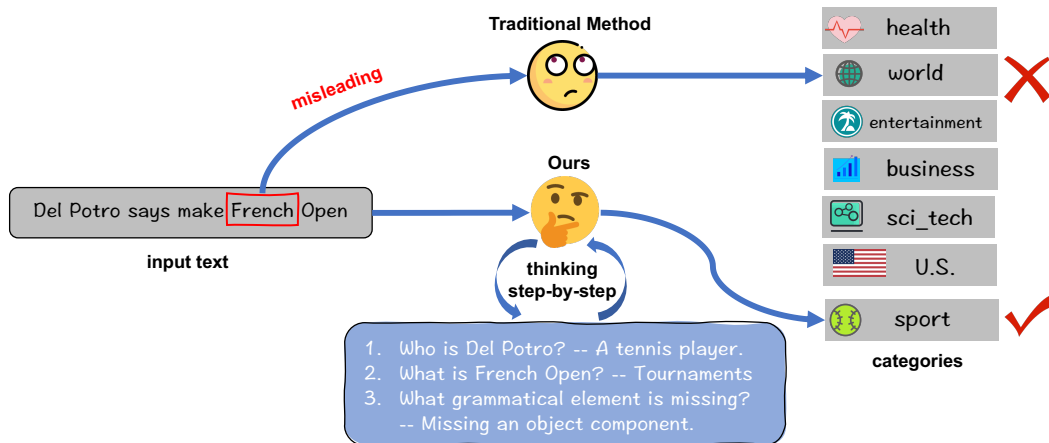 Traditional Method
misleading
Del Potro says make French Open
input text
Ours
thinking
step-by-step
1. Who is Del Potro? -- A tennis player.
2. What is French Open? -- Tournaments
3. What grammatical element is missing?
-- Missing an object component.
health
world
entertainment
business
sci_tech
U.S.
sport
categories